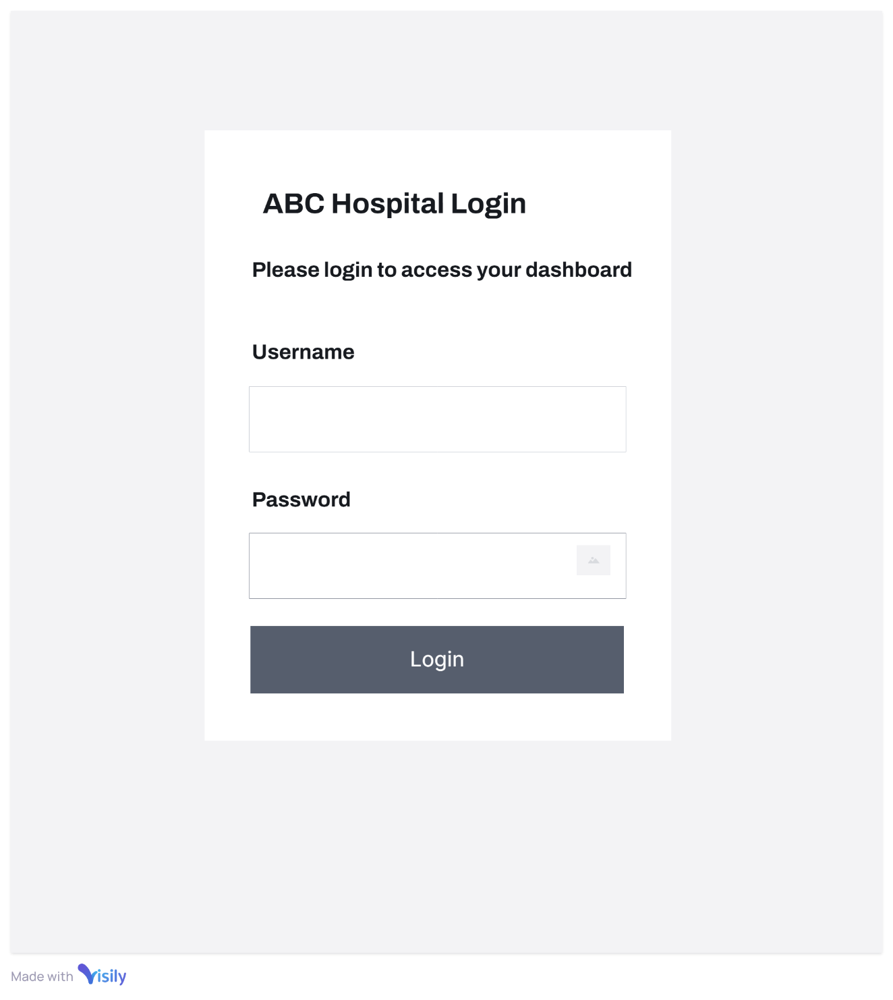 ABC Hospital Login
Please login to access your dashboard
Username
Password
Login
Made with Visily